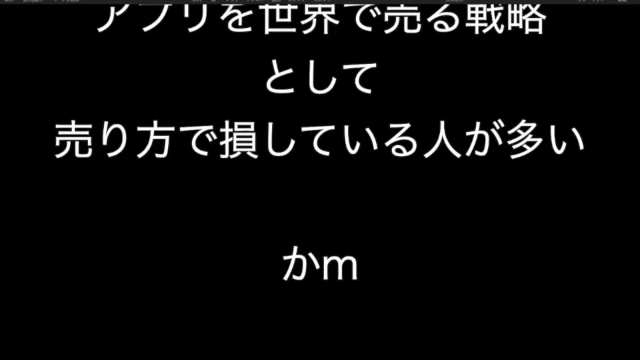 アプリを世界で売る戦略
として
売り方で損している人が多い
かm